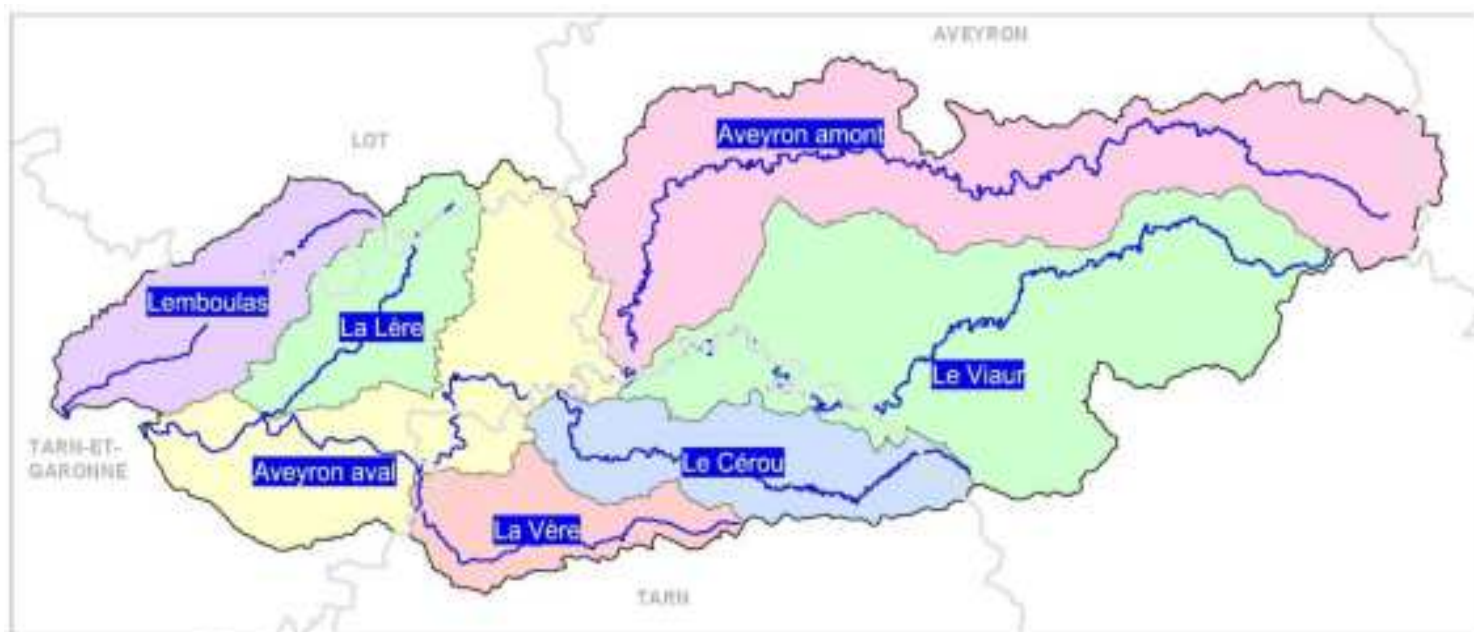 AVEYRON
Aveyron amont
LOT
Lemboulas
La Lère
Le Viaur
TARN-ET-
GARONNE
Aveyron aval
Le Cérou
La Vère
TARN